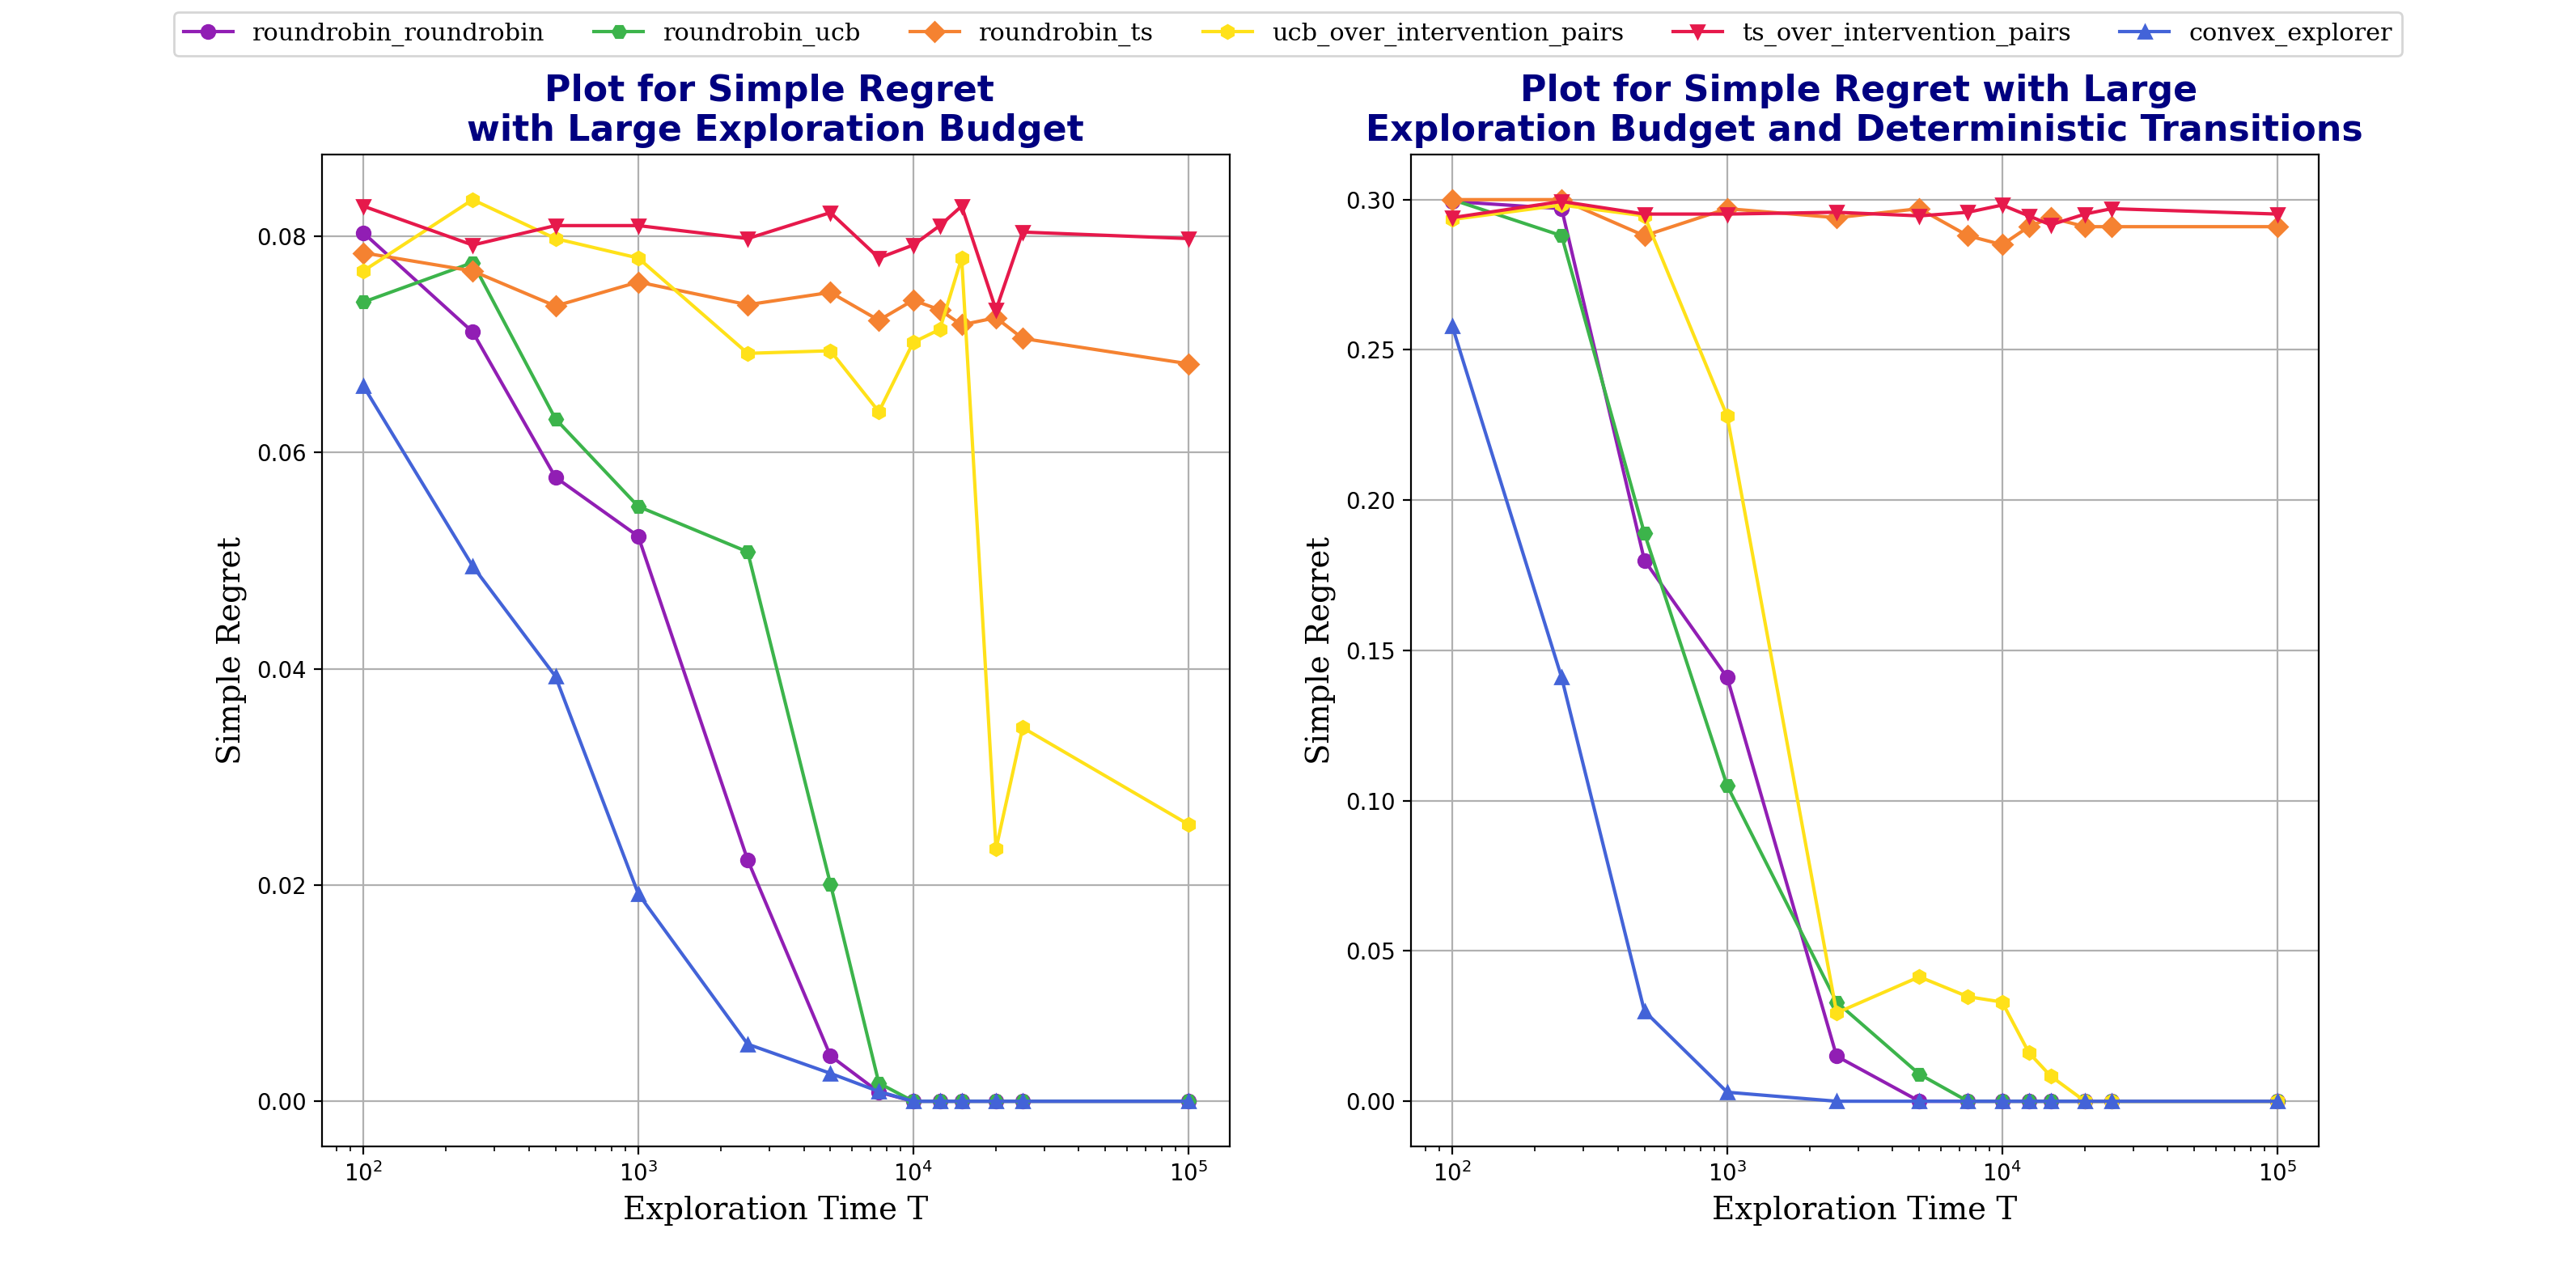 roundrobin_roundrobin roundrobin_ucb roundrobin_ts ucb_over_intervention_pairs ts_over_intervention_pairs convex_explorer
Plot for Simple Regret
with Large Exploration Budget
Simple Regret
0.08
0.06
0.04
0.02
0.00
10² 10³ 10⁴ 10⁵
Exploration Time T
Plot for Simple Regret with Large
Exploration Budget and Deterministic Transitions
Simple Regret
0.30
0.25
0.20
0.15
0.10
0.05
0.00
10² 10³ 10⁴ 10⁵
Exploration Time T